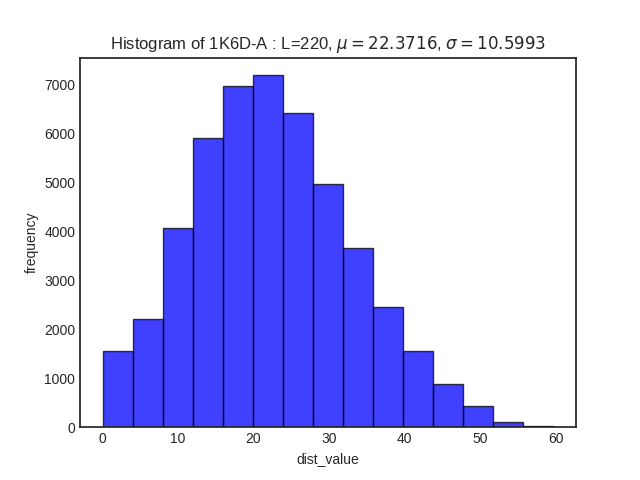 Histogram of 1K6D-A : L=220, μ = 22.3716, σ = 10.5993
7000
6000
5000
4000
3000
2000
1000
0
frequency
0 10 20 30 40 50 60
dist_value